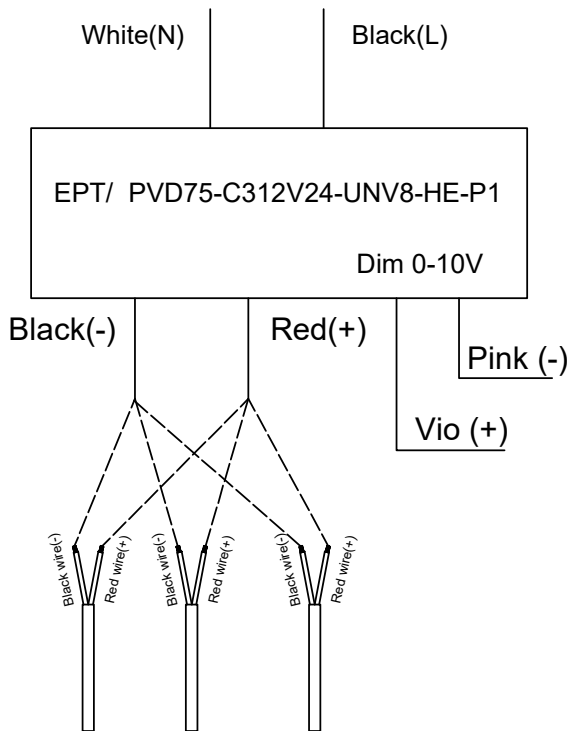 White(N)
Black(L)
EPT/ PVD75-C312V24-UNV8-HE-P1
Dim 0-10V
Black(-)
Red(+)
Pink (-)
Vio (+)
Black wire(-)
Red wire(+)
Black wire(-)
Red wire(+)
Black wire(-)
Red wire(+)